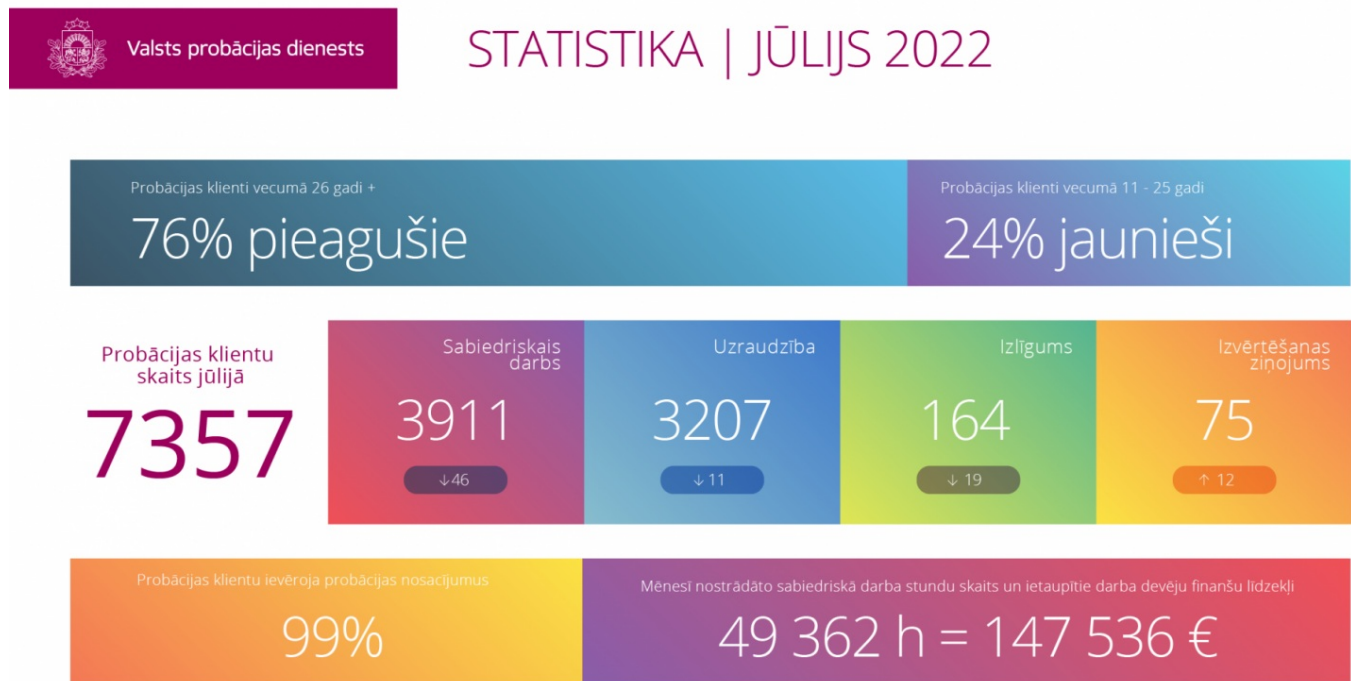 Valsts probācijas dienests
STATISTIKA | JŪLIJS 2022
Probācijas klienti vecumā 26 gadi +
76% pieagušie
Probācijas klienti vecumā 11 - 25 gadi
24% jaunieši
Probācijas klientu
skaits jūlijā
7357
Sabiedriskais
darbs
3911
↓46
Uzraudzība
3207
↓ 11
Izlīgums
164
↓ 19
Izvērtēšanas
ziņojums
75
↑ 12
Probācijas klientu ievēroja probācijas nosacījumus
99%
Mēnesī nostrādāto sabiedriskā darba stundu skaits un ietaupītie darba devēju finanšu līdzekļi
49 362 h = 147 536 €